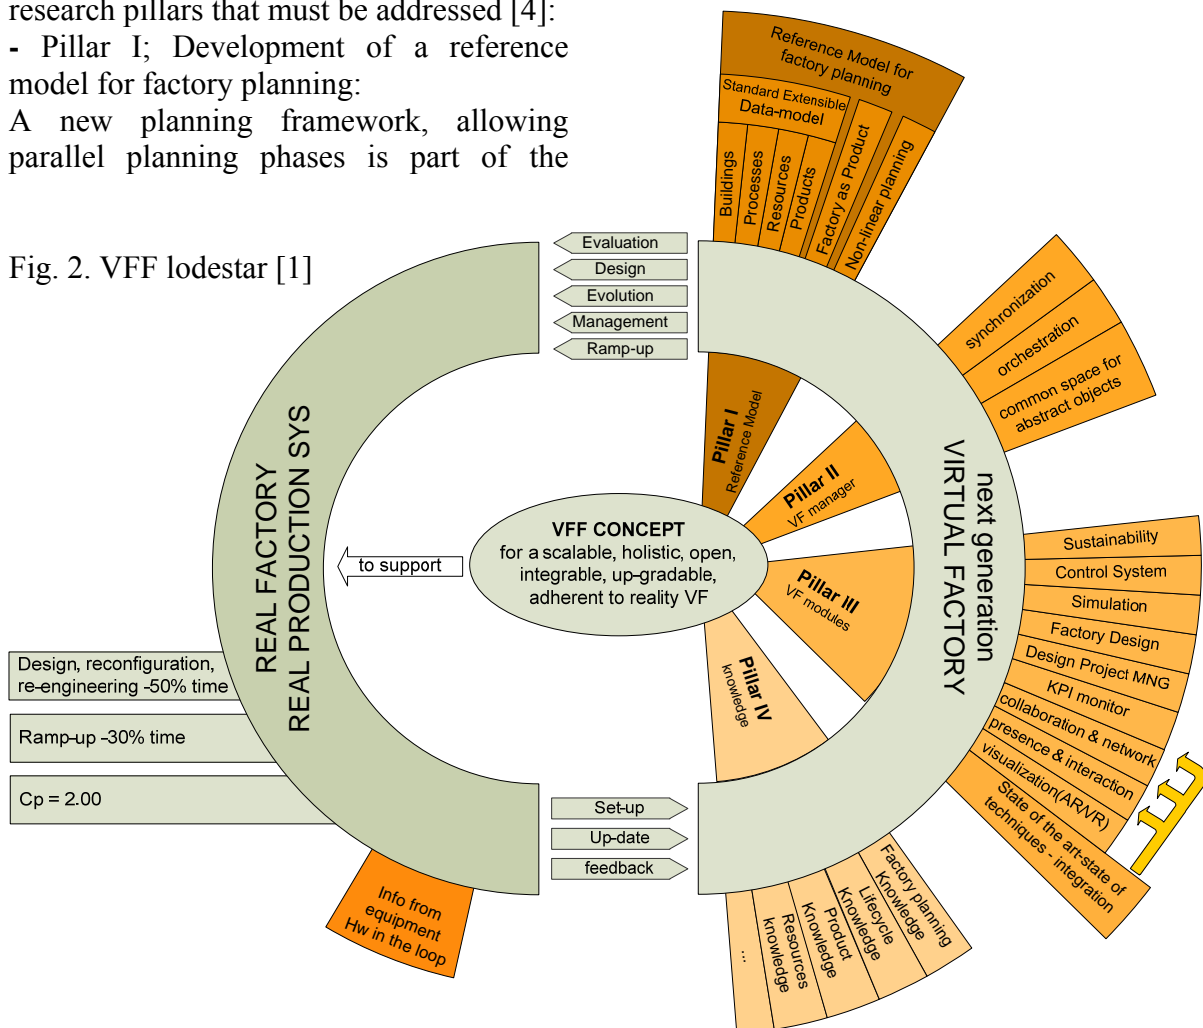 research pillars that must be addressed [4]:
- Pillar I; Development of a reference
model for factory planning:
A new planning framework, allowing
parallel planning phases is part of the
Fig. 2. VFF lodestar [1]
Reference Model for
factory planning
Standard Extensible
Data-model
Buildings
Processes
Resources
Products
Factory as Product
Non-linear planning
synchronization
orchestration
common space for
abstract objects
Evaluation
Design
Evolution
Management
Ramp-up
Pillar I
Reference Model
Pillar II
VF manager
Pillar III
VF modules
Pillar IV
knowledge
VFF CONCEPT
for a scalable, holistic, open,
integrable, up-gradable,
adherent to reality VF
to support
REAL FACTORY
REAL PRODUCTION SYS
next generation
VIRTUAL FACTORY
Sustainability
Control System
Simulation
Factory Design
Design Project MNG
KPI monitor
collaboration & network
presence & interaction
visualization(AR/VR)
State of the art-state of
techniques - integration
Design, reconfiguration,
re-engineering -50% time
Ramp-up -30% time
Cp = 2.00
Set-up
Up-date
feedback
Info from
equipment
Hw in the loop
Factory planning
Knowledge
Lifecycle
Knowledge
Product
Knowledge
Resources
knowledge
...